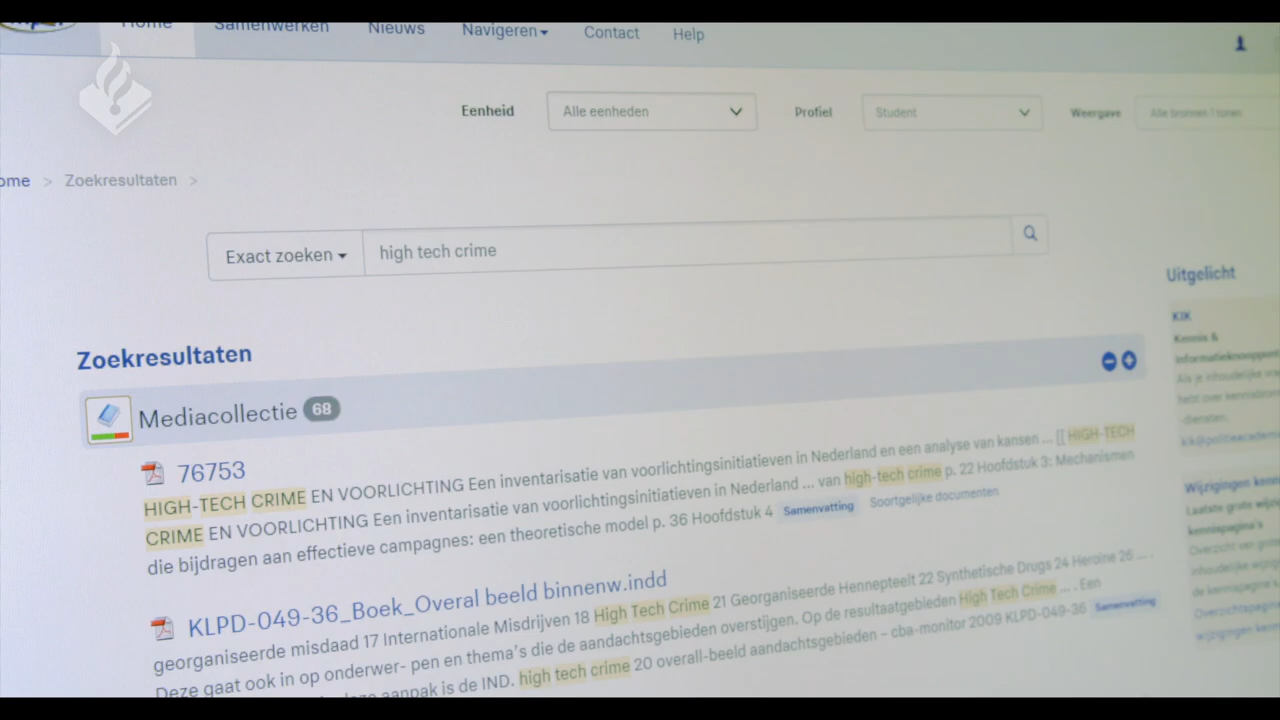 Home Samenwerken Nieuws Navigeren Contact Help
Eenheid Alle eenheden Profiel Student Weergave Alle bronnen
ome > Zoekresultaten >
Exact zoeken high tech crime
Uitgelicht
Zoekresultaten
KIK
Kennis &
Mediacollectie 68
76753
HIGH-TECH CRIME EN VOORLICHTING Een inventarisatie van voorlichtingsinitiatieven in Nederland en een analyse van kansen ... [[ HIGH-TECH
CRIME EN VOORLICHTING Een inventarisatie van voorlichtingsinitiatieven in Nederland ... van high-tech crime p. 22 Hoofdstuk 3: Mechanismen
die bijdragen aan effectieve campagnes: een theoretische model p. 36 Hoofdstuk 4 Samenvatting Soortgelijke documenten
KLPD-049-36_Boek_Overal beeld binnenw.indd
georganiseerde misdaad 17 Internationale Misdrijven 18 High Tech Crime 21 Georganiseerde Hennepteelt 22 Synthetische Drugs 24 Heroine 26 ... .
Deze gaat ook in op onderwer- pen en thema's die de aandachtsgebieden overstijgen. Op de resultaatgebieden High Tech Crime ... . Een
aanpak is de IND. high tech crime 20 overall-beeld aandachtsgebieden – cba-monitor 2009 KLPD-049-36 Samenvatting